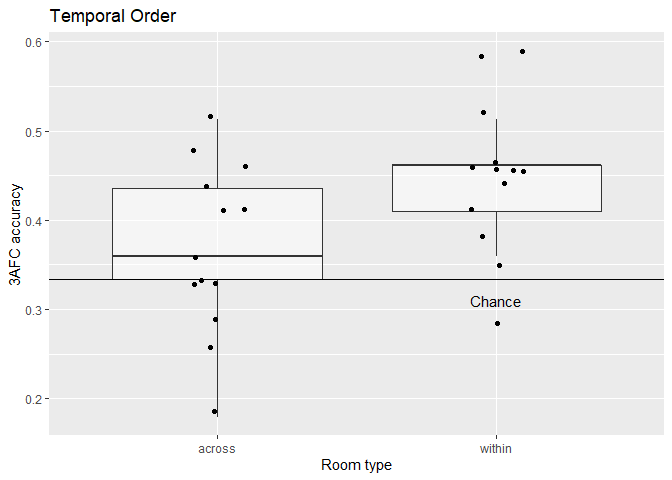 Temporal Order
3AFC accuracy
0.6
0.5
0.4
0.3
0.2
Chance
across
within
Room type